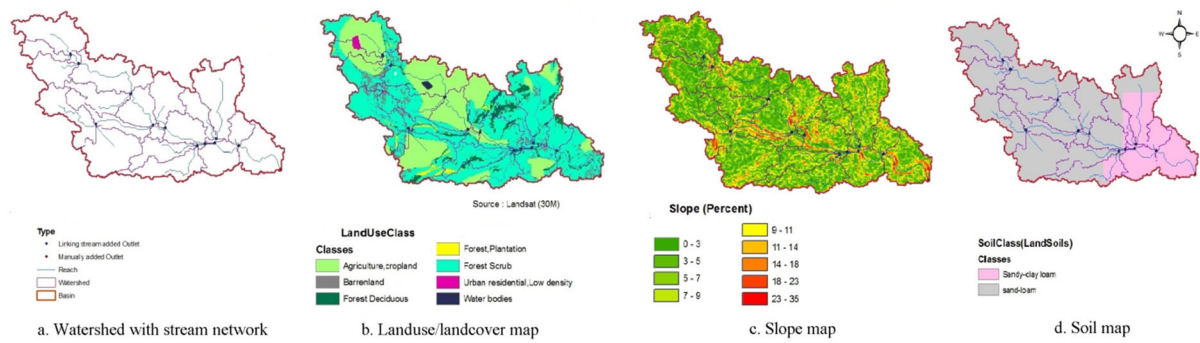 N
W
E
S
Source : Landsat (30M)
Type
Linking stream added Outlet
Manually added Outlet
Reach
Watershed
Basin
LandUseClass
Classes
Agriculture,cropland
Barrenland
Forest Deciduous
Forest,Plantation
Forest Scrub
Urban residential,Low density
Water bodies
Slope (Percent)
0 - 3
3 - 5
5 - 7
7 - 9
9 - 11
11 - 14
14 - 18
18 - 23
23 - 35
SoilClass(LandSoils)
Classes
Sandy-clay loam
sand-loam
a. Watershed with stream network
b. Landuse/landcover map
c. Slope map
d. Soil map